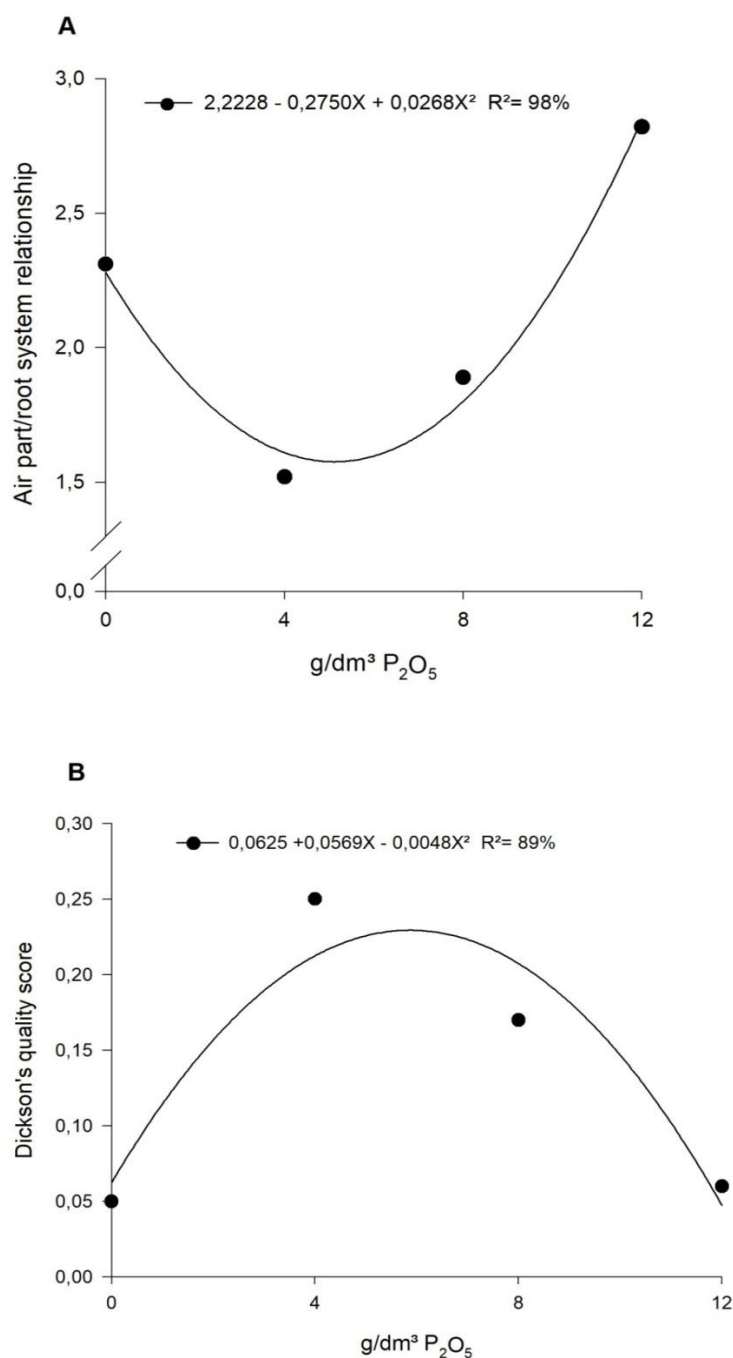 A
3,0
2,2228 - 0,2750X + 0,0268X² R²= 98%
2,5
2,0
1,5
0,0
Air part/root system relationship
0 4 8 12
g/dm³ P₂O₅
B
0,30
0,0625 +0,0569X - 0,0048X² R²= 89%
0,25
0,20
0,15
0,10
0,05
0,00
Dickson's quality score
0 4 8 12
g/dm³ P₂O₅